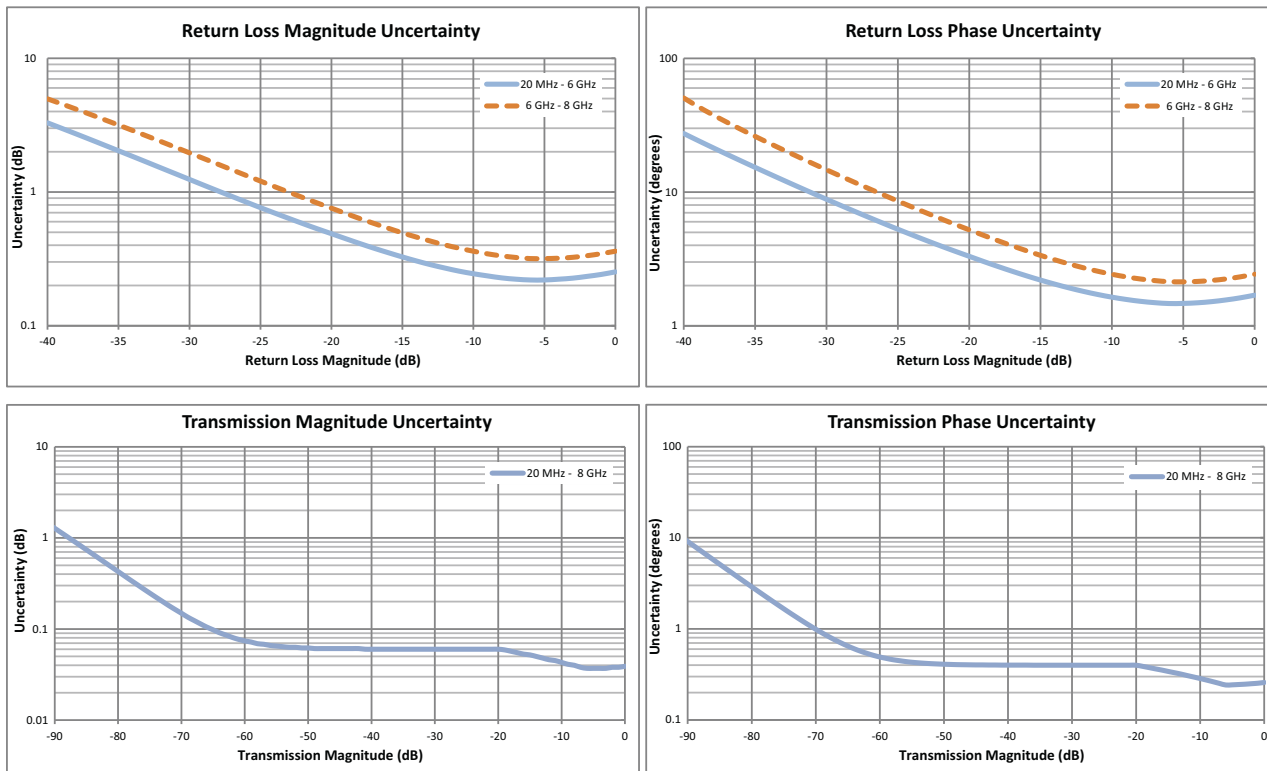 Return Loss Magnitude Uncertainty
10
1
0.1
Uncertainty (dB)
20 MHz - 6 GHz
6 GHz - 8 GHz
-40 -35 -30 -25 -20 -15 -10 -5 0
Return Loss Magnitude (dB)
Return Loss Phase Uncertainty
100
10
1
Uncertainty (degrees)
20 MHz - 6 GHz
6 GHz - 8 GHz
-40 -35 -30 -25 -20 -15 -10 -5 0
Return Loss Magnitude (dB)
Transmission Magnitude Uncertainty
10
1
0.1
0.01
Uncertainty (dB)
20 MHz - 8 GHz
-90 -80 -70 -60 -50 -40 -30 -20 -10 0
Transmission Magnitude (dB)
Transmission Phase Uncertainty
100
10
1
0.1
Uncertainty (degrees)
20 MHz - 8 GHz
-90 -80 -70 -60 -50 -40 -30 -20 -10 0
Transmission Magnitude (dB)